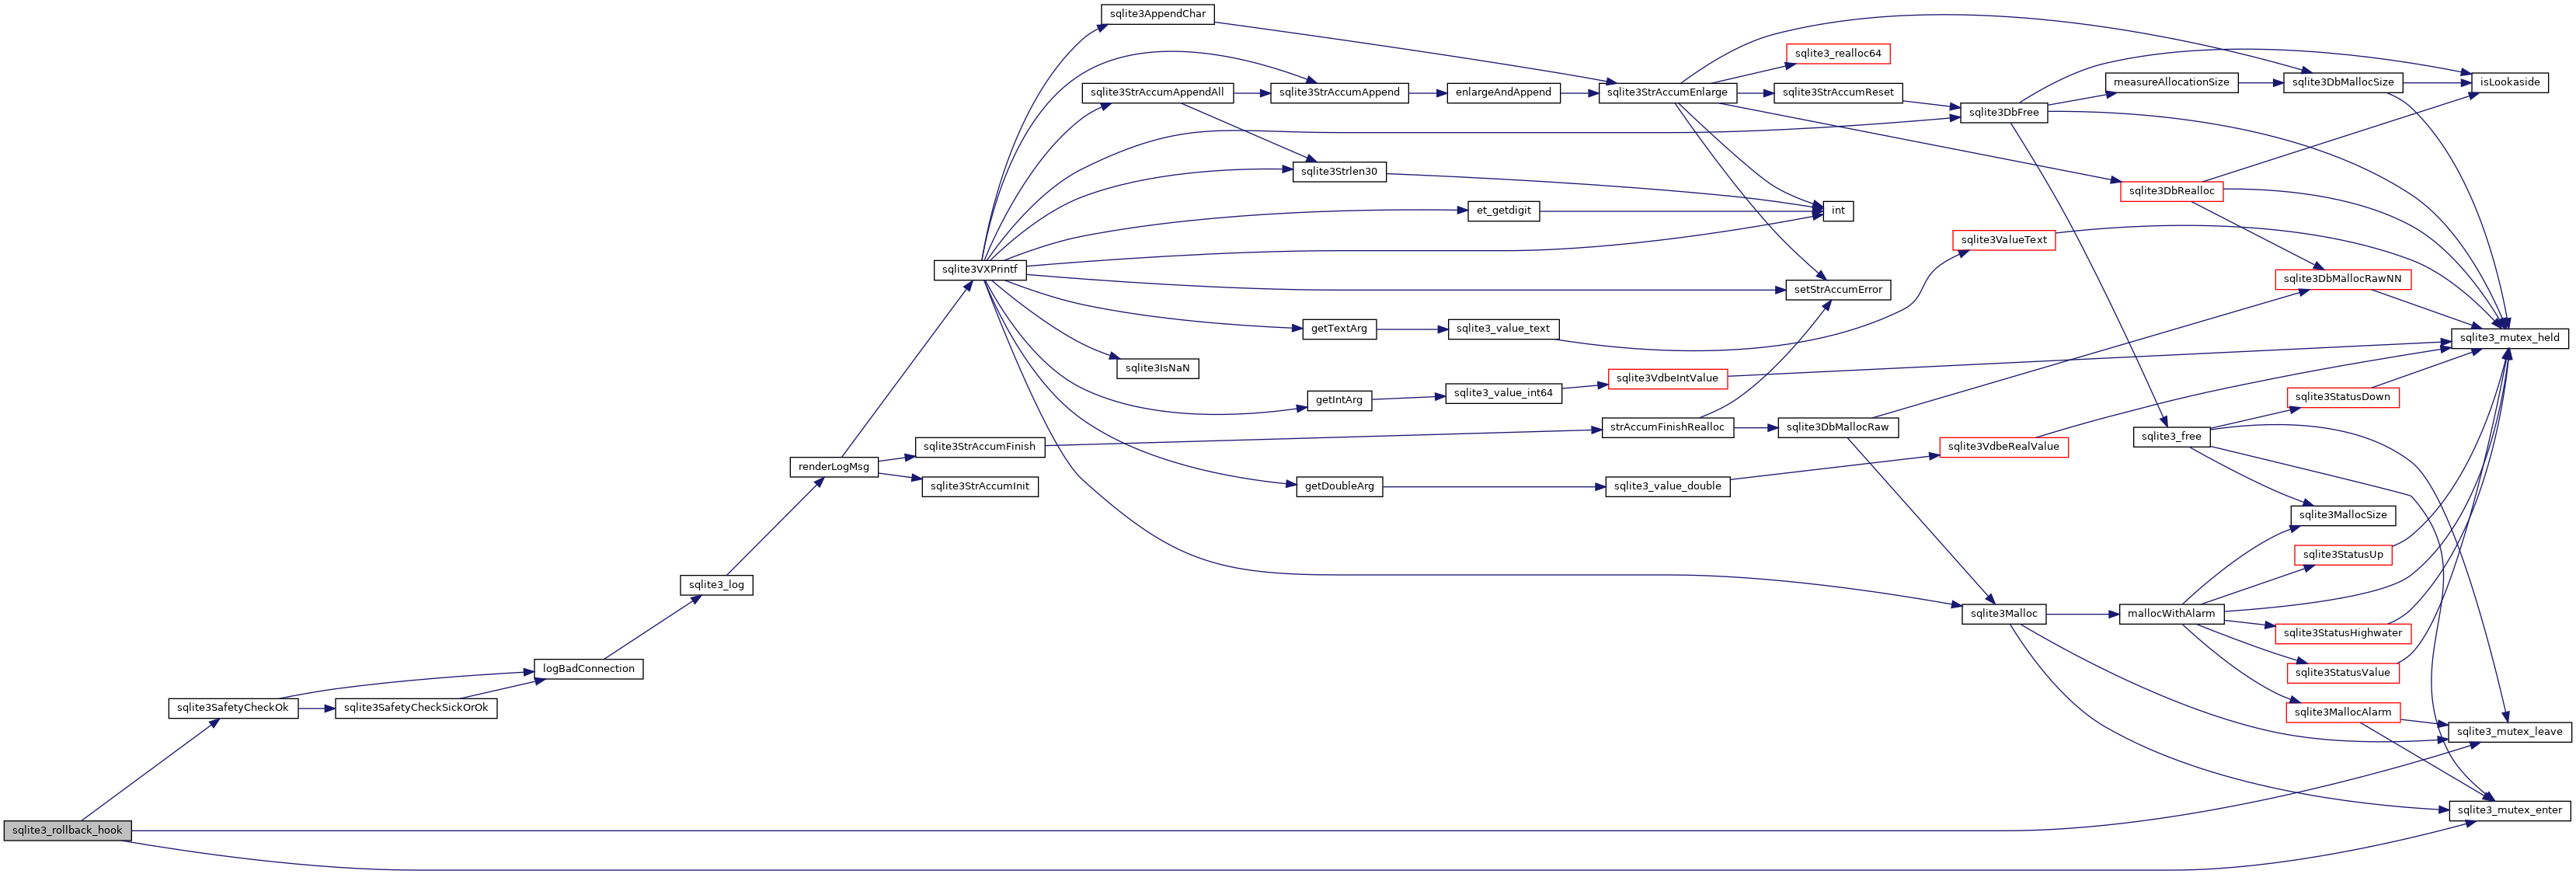 sqlite3AppendChar
sqlite3_realloc64
sqlite3StrAccumAppendAll
sqlite3StrAccumAppend
enlargeAndAppend
sqlite3StrAccumEnlarge
sqlite3StrAccumReset
sqlite3DbFree
measureAllocationSize
sqlite3DbMallocSize
isLookaside
sqlite3Strlen30
sqlite3DbRealloc
et_getdigit
int
sqlite3ValueText
sqlite3VXPrintf
sqlite3DbMallocRawNN
setStrAccumError
getTextArg
sqlite3_value_text
sqlite3_mutex_held
sqlite3IsNaN
sqlite3VdbeIntValue
getIntArg
sqlite3_value_int64
sqlite3StatusDown
strAccumFinishRealloc
sqlite3DbMallocRaw
sqlite3_free
sqlite3StrAccumFinish
sqlite3VdbeRealValue
renderLogMsg
sqlite3StrAccumInit
getDoubleArg
sqlite3_value_double
sqlite3MallocSize
sqlite3StatusUp
sqlite3_log
sqlite3Malloc
mallocWithAlarm
sqlite3StatusHighwater
logBadConnection
sqlite3StatusValue
sqlite3SafetyCheckOk
sqlite3SafetyCheckSickOrOk
sqlite3MallocAlarm
sqlite3_mutex_leave
sqlite3_mutex_enter
sqlite3_rollback_hook